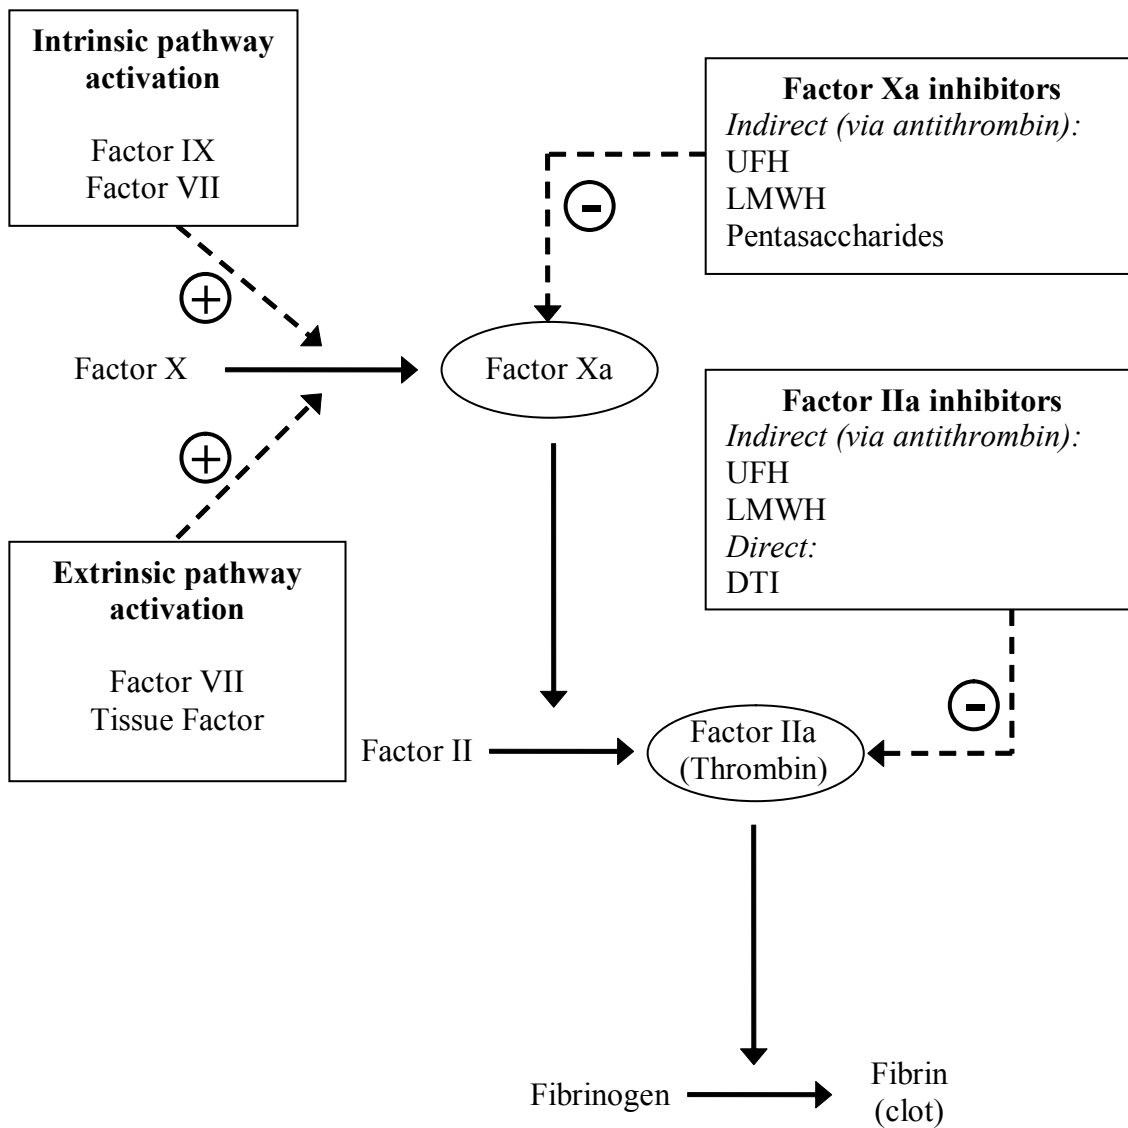 Intrinsic pathway
activation
Factor IX
Factor VII
Factor Xa inhibitors
Indirect (via antithrombin):
UFH
LMWH
Pentasaccharides
-
+
Factor X
Factor Xa
+
Factor IIa inhibitors
Indirect (via antithrombin):
UFH
LMWH
Direct:
DTI
Extrinsic pathway
activation
Factor VII
Tissue Factor
-
Factor II
Factor IIa
(Thrombin)
Fibrinogen
Fibrin
(clot)